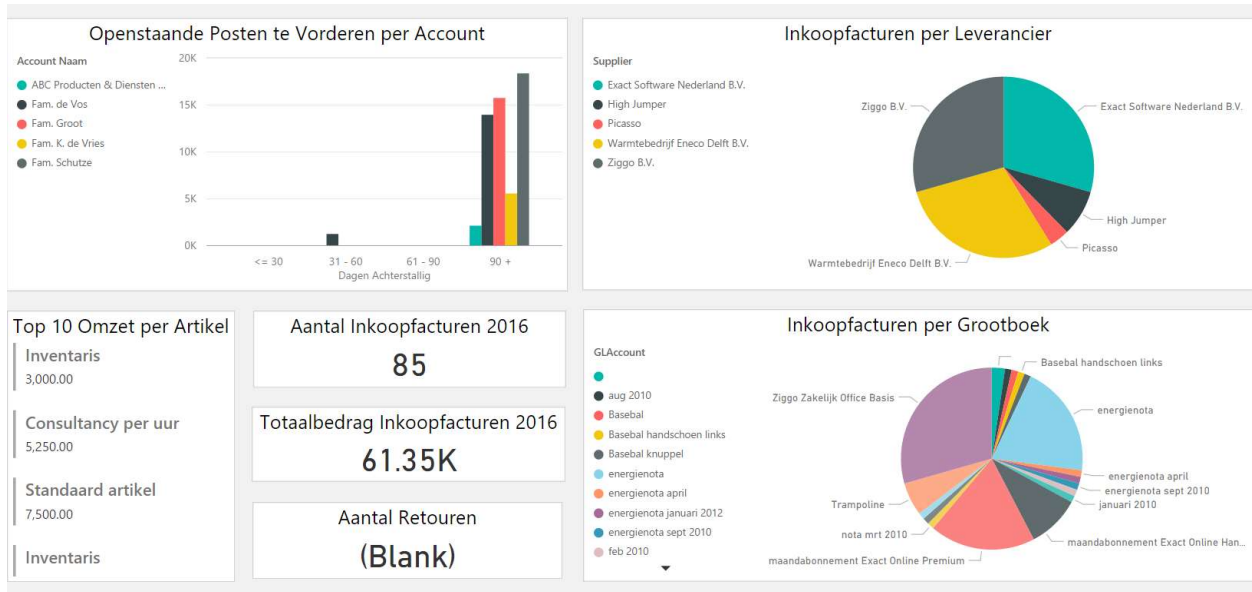 Openstaande Posten te Vorderen per Account
Account Naam
ABC Producten & Diensten ...
Fam. de Vos
Fam. Groot
Fam. K. de Vries
Fam. Schutze
20K
15K
10K
5K
0K
<= 30
31 - 60
61 - 90
90 +
Dagen Achterstallig
Inkoopfacturen per Leverancier
Supplier
Exact Software Nederland B.V.
High Jumper
Picasso
Warmtebedrijf Eneco Delft B.V.
Ziggo B.V.
Ziggo B.V.
Exact Software Nederland B.V.
High Jumper
Picasso
Warmtebedrijf Eneco Delft B.V.
Top 10 Omzet per Artikel
Inventaris
3,000.00
Consultancy per uur
5,250.00
Standaard artikel
7,500.00
Inventaris
Aantal Inkoopfacturen 2016
85
Totaalbedrag Inkoopfacturen 2016
61.35K
Aantal Retouren
(Blank)
Inkoopfacturen per Grootboek
GLAccount
aug 2010
Basebal
Basebal handschoen links
Basebal knuppel
energienota
energienota april
energienota januari 2012
energienota sept 2010
feb 2010
Basebal handschoen links
Ziggo Zakelijk Office Basis
energienota
energienota april
energienota sept 2010
januari 2010
Trampoline
nota mrt 2010
maandabonnement Exact Online Han...
maandabonnement Exact Online Premium